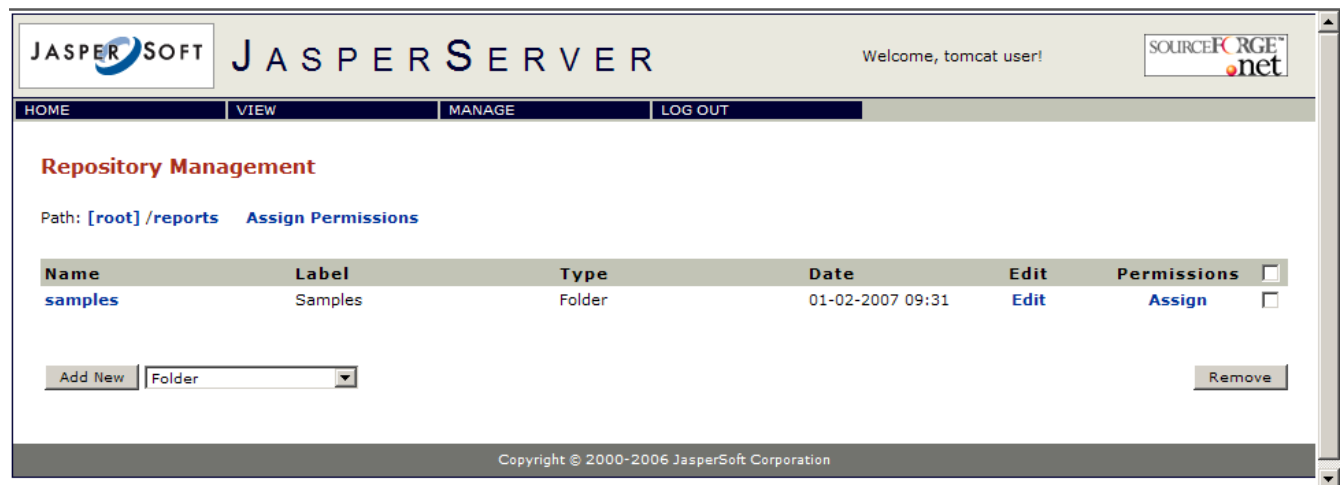 JASPERSOFT JASPERSERVER Welcome, tomcat user! SOURCEFORGE™ .net
HOME VIEW MANAGE LOG OUT
Repository Management
Path: [root] /reports Assign Permissions
Name Label Type Date Edit Permissions
samples Samples Folder 01-02-2007 09:31 Edit Assign
Add New Folder Remove
Copyright © 2000-2006 JasperSoft Corporation